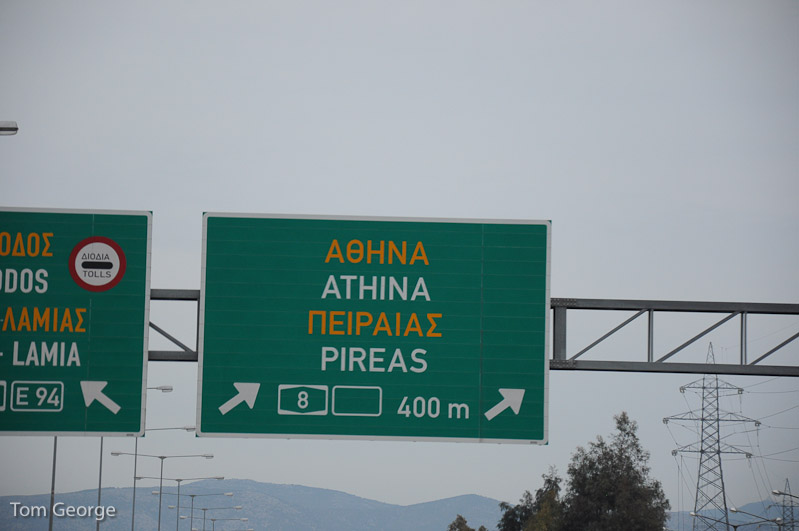 ΟΔΟΣ
ODOS
ΔΙΟΔΙΑ
TOLLS
ΛΑΜΙΑΣ
- LAMIA
E 94
ΑΘΗΝΑ
ATHINA
ΠΕΙΡΑΙΑΣ
PIREAS
8
400 m
Tom George